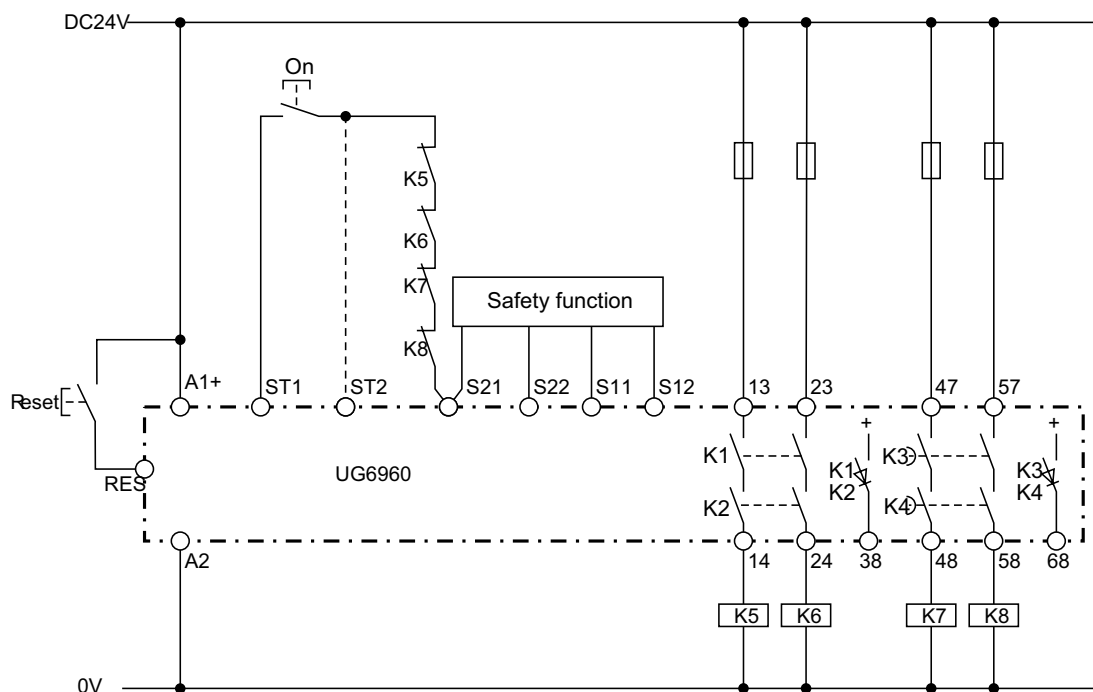 DC24V
On
K5
K6
K7
K8
Safety function
Reset
A1+
ST1
ST2
S21
S22
S11
S12
13
23
47
57
RES
UG6960
K1
K2
K1
K2
+
K3
K4
+
K3
K4
A2
14
24
38
48
58
68
K5
K6
K7
K8
0V